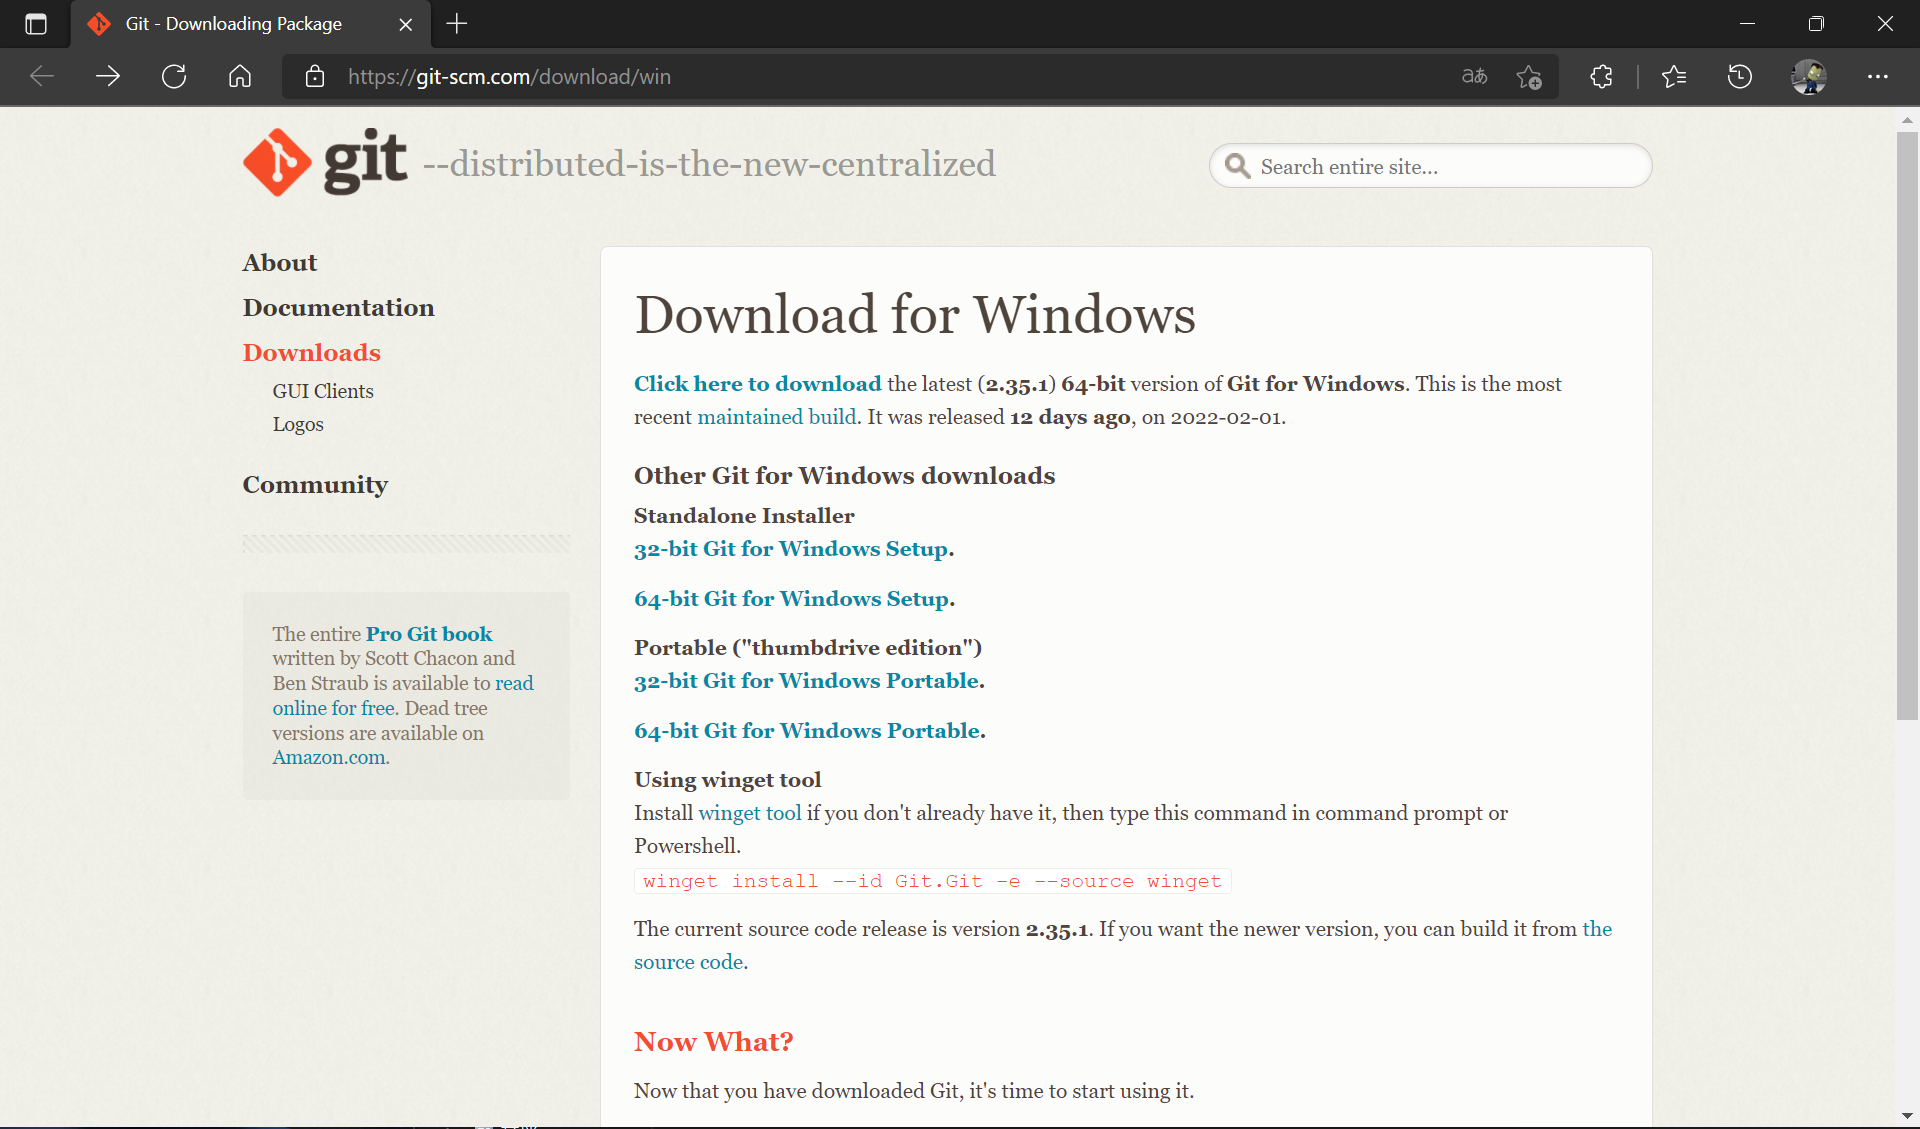 Git - Downloading Package
https://git-scm.com/download/win
aあ
git --distributed-is-the-new-centralized
Search entire site...
About
Documentation
Downloads
GUI Clients
Logos
Community
The entire Pro Git book
written by Scott Chacon and
Ben Straub is available to read
online for free. Dead tree
versions are available on
Amazon.com.
Download for Windows
Click here to download the latest (2.35.1) 64-bit version of Git for Windows. This is the most
recent maintained build. It was released 12 days ago, on 2022-02-01.
Other Git for Windows downloads
Standalone Installer
32-bit Git for Windows Setup.
64-bit Git for Windows Setup.
Portable ("thumbdrive edition")
32-bit Git for Windows Portable.
64-bit Git for Windows Portable.
Using winget tool
Install winget tool if you don't already have it, then type this command in command prompt or
Powershell.
winget install --id Git.Git -e --source winget
The current source code release is version 2.35.1. If you want the newer version, you can build it from the
source code.
Now What?
Now that you have downloaded Git, it's time to start using it.